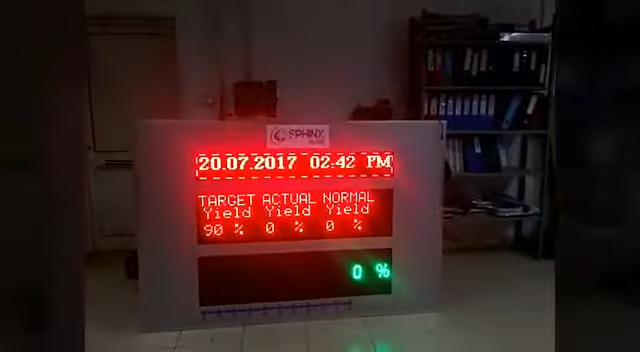 SPHINX
20.07.2017 02:42 PM
TARGET ACTUAL NORMAL
Yield Yield Yield
90 % 0 % 0 %
0 %